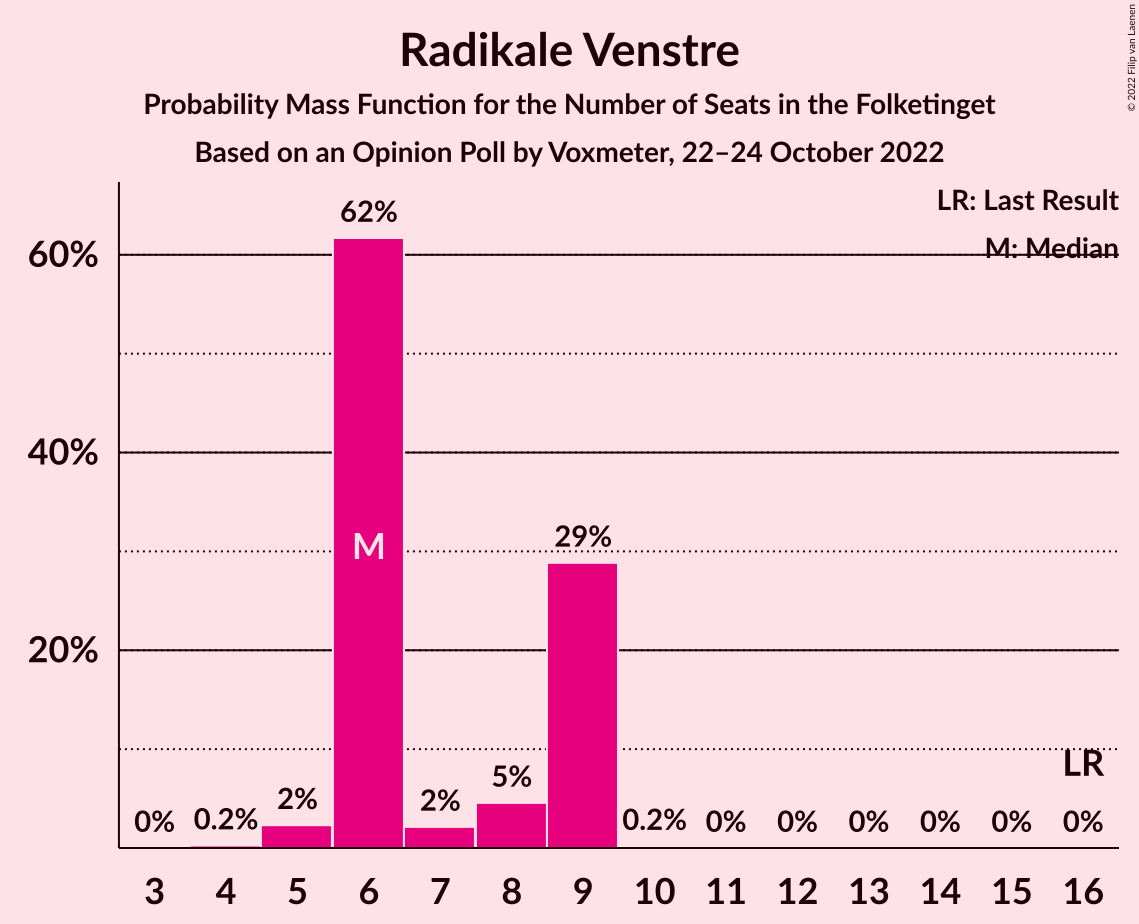 Radikale Venstre
Probability Mass Function for the Number of Seats in the Folketinget
Based on an Opinion Poll by Voxmeter, 22–24 October 2022
© 2022 Filip van Laenen
LR: Last Result
M: Median
60%
40%
20%
62%
M
29%
LR
0% 0.2% 2% 2% 5% 0.2% 0% 0% 0% 0% 0% 0%
3 4 5 6 7 8 9 10 11 12 13 14 15 16